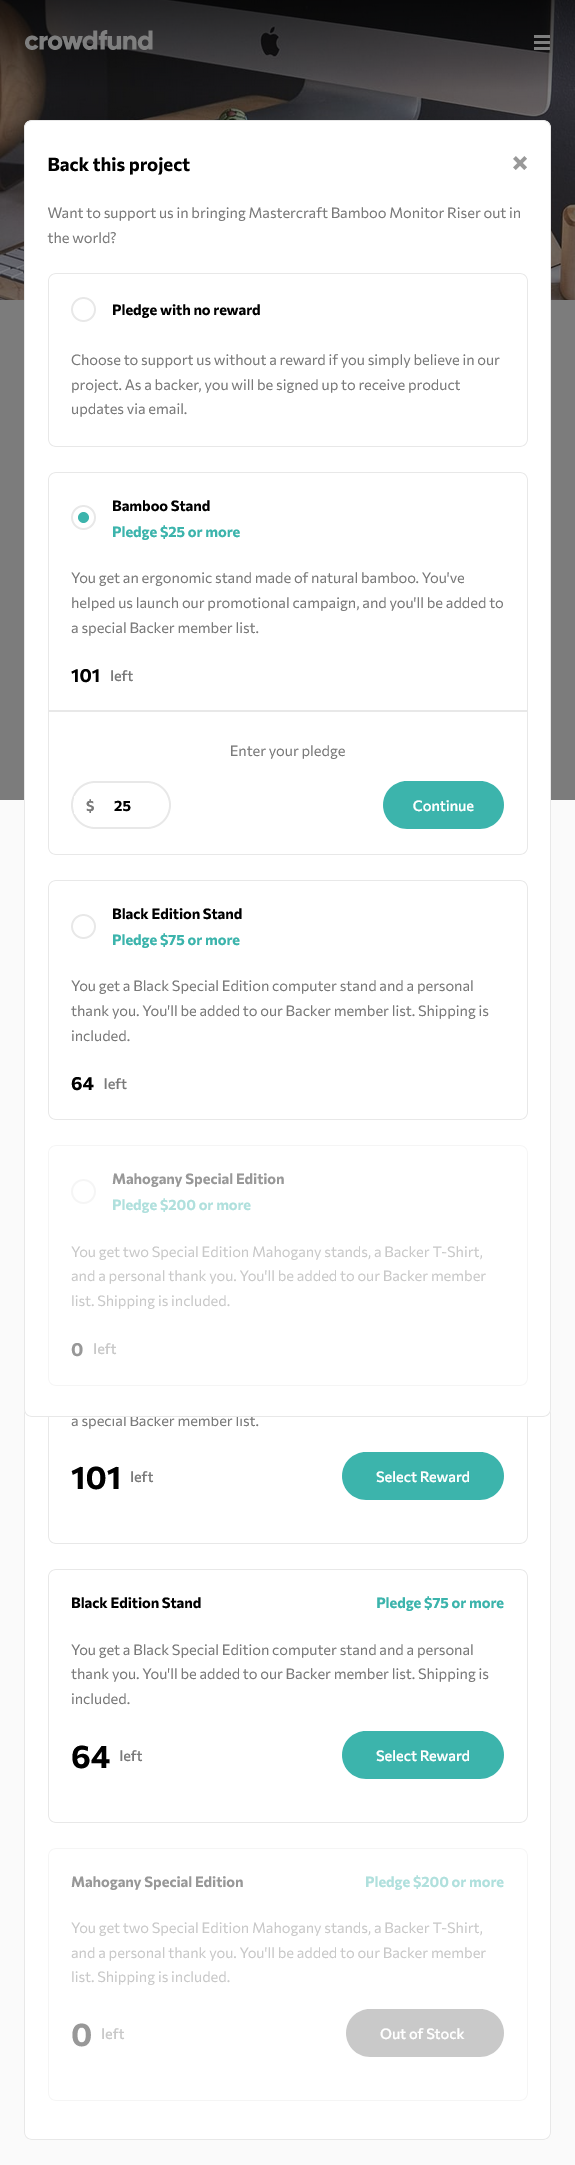 crowdfund
Back this project
Want to support us in bringing Mastercraft Bamboo Monitor Riser out in
the world?
Pledge with no reward
Choose to support us without a reward if you simply believe in our
project. As a backer, you will be signed up to receive product
updates via email.
Bamboo Stand
Pledge $25 or more
You get an ergonomic stand made of natural bamboo. You've
helped us launch our promotional campaign, and you'll be added to
a special Backer member list.
101 left
Enter your pledge
$ 25
Continue
Black Edition Stand
Pledge $75 or more
You get a Black Special Edition computer stand and a personal
thank you. You'll be added to our Backer member list. Shipping is
included.
64 left
Mahogany Special Edition
Pledge $200 or more
You get two Special Edition Mahogany stands, a Backer T-Shirt,
and a personal thank you. You'll be added to our Backer member
list. Shipping is included.
0 left
a special Backer member list.
101 left
Select Reward
Black Edition Stand
Pledge $75 or more
You get a Black Special Edition computer stand and a personal
thank you. You'll be added to our Backer member list. Shipping is
included.
64 left
Select Reward
Mahogany Special Edition
Pledge $200 or more
You get two Special Edition Mahogany stands, a Backer T-Shirt,
and a personal thank you. You'll be added to our Backer member
list. Shipping is included.
0 left
Out of Stock